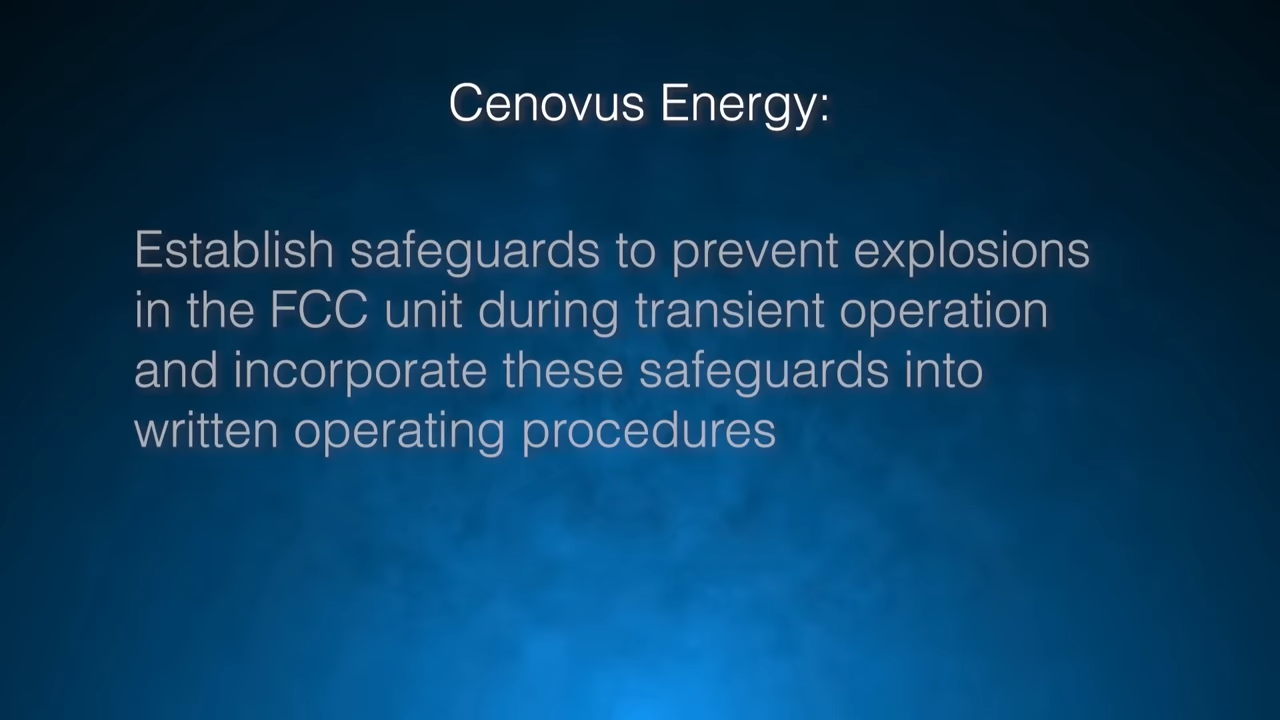 Cenovus Energy:
Establish safeguards to prevent explosions
in the FCC unit during transient operation
and incorporate these safeguards into
written operating procedures